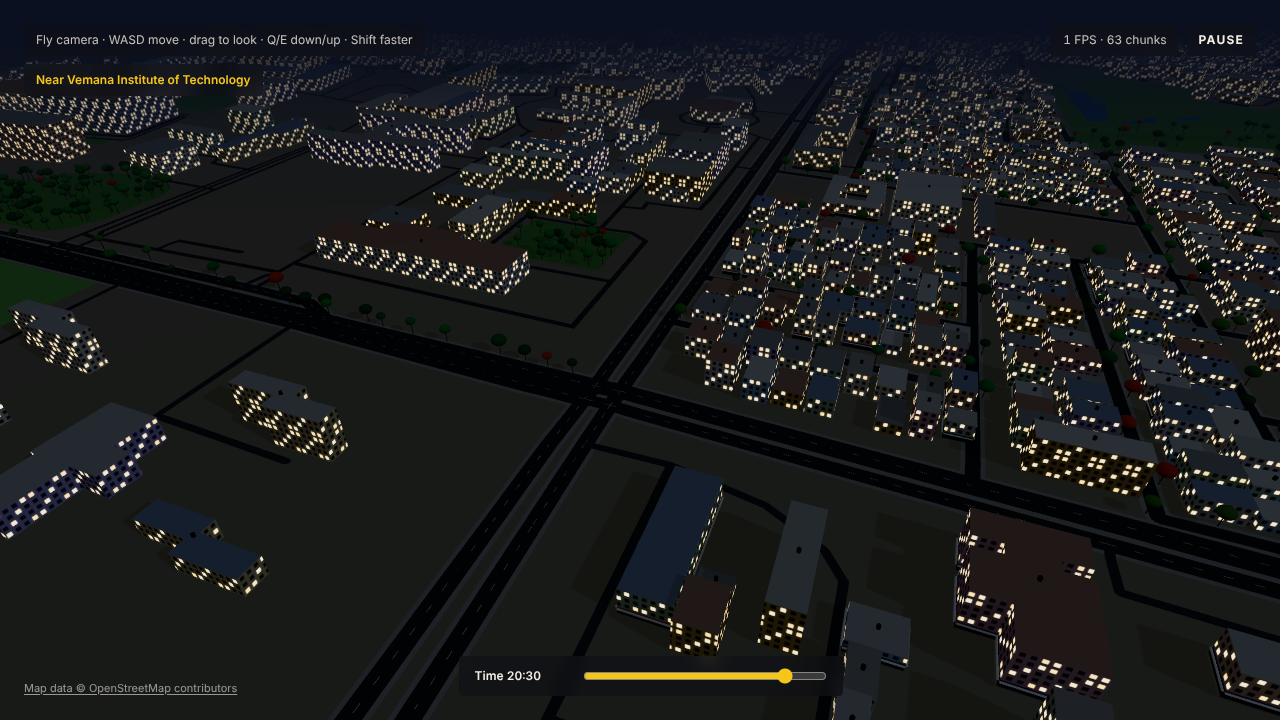 Fly camera · WASD move · drag to look · Q/E down/up · Shift faster
1 FPS · 63 chunks
PAUSE
Near Vemana Institute of Technology
Time 20:30
Map data © OpenStreetMap contributors